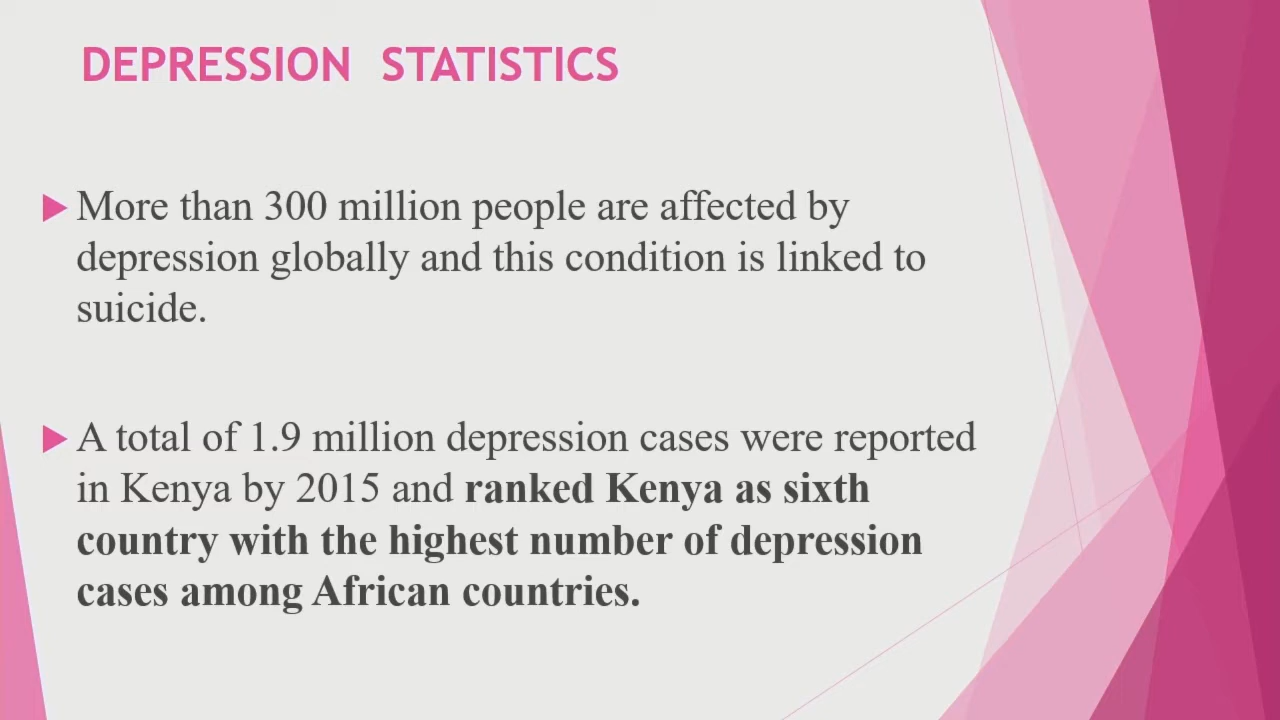 DEPRESSION STATISTICS
More than 300 million people are affected by
depression globally and this condition is linked to
suicide.
A total of 1.9 million depression cases were reported
in Kenya by 2015 and ranked Kenya as sixth
country with the highest number of depression
cases among African countries.